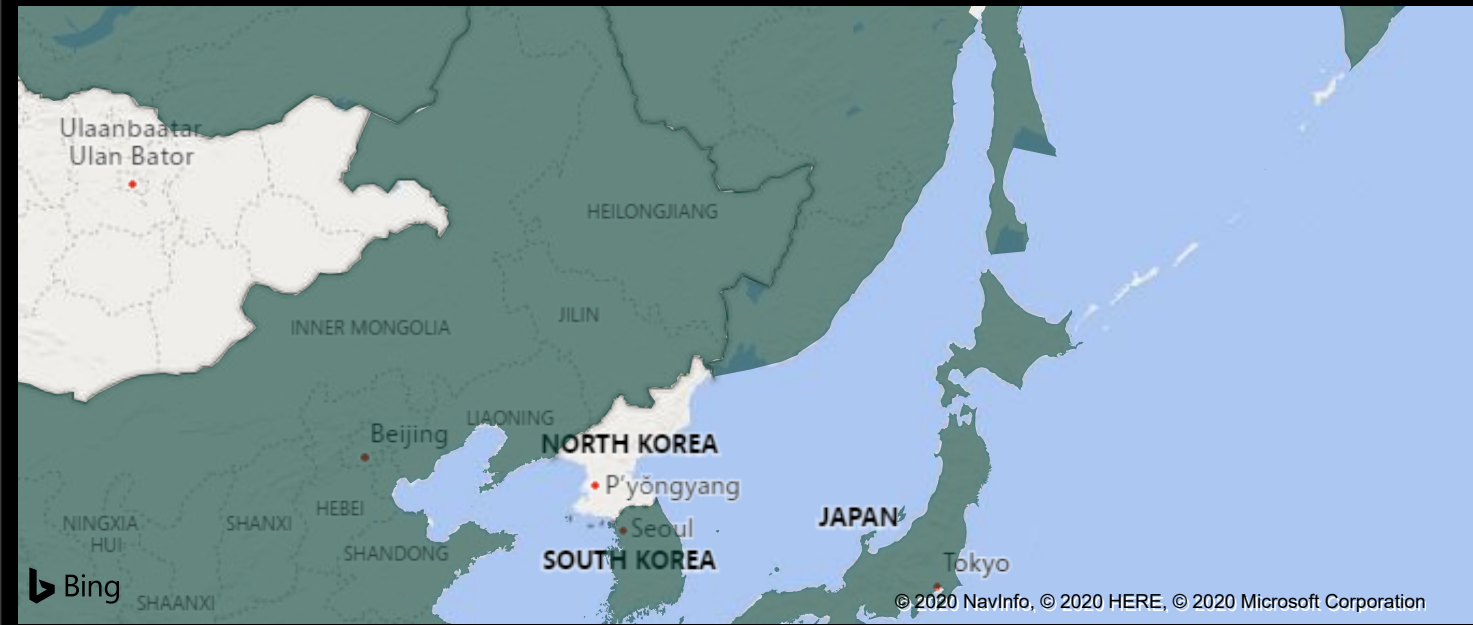 Ulaanbaatar
Ulan Bator
HEILONGJIANG
JILIN
INNER MONGOLIA
LIAONING
Beijing
NORTH KOREA
P'yŏngyang
HEBEI
NINGXIA
HUI
SHANXI
JAPAN
Seoul
SHANDONG
SOUTH KOREA
Tokyo
Bing
SHAANXI
© 2020 NavInfo, © 2020 HERE, © 2020 Microsoft Corporation